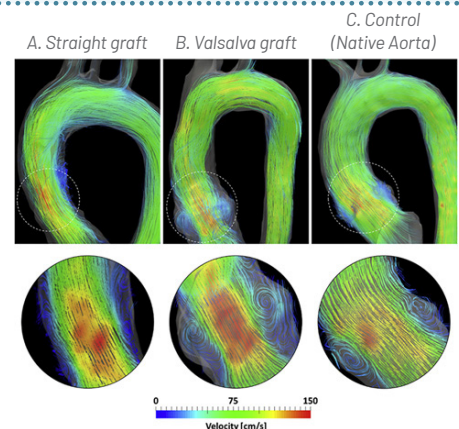 A. Straight graft
B. Valsalva graft
C. Control
(Native Aorta)
0 75 150
Velocity [cm/s]